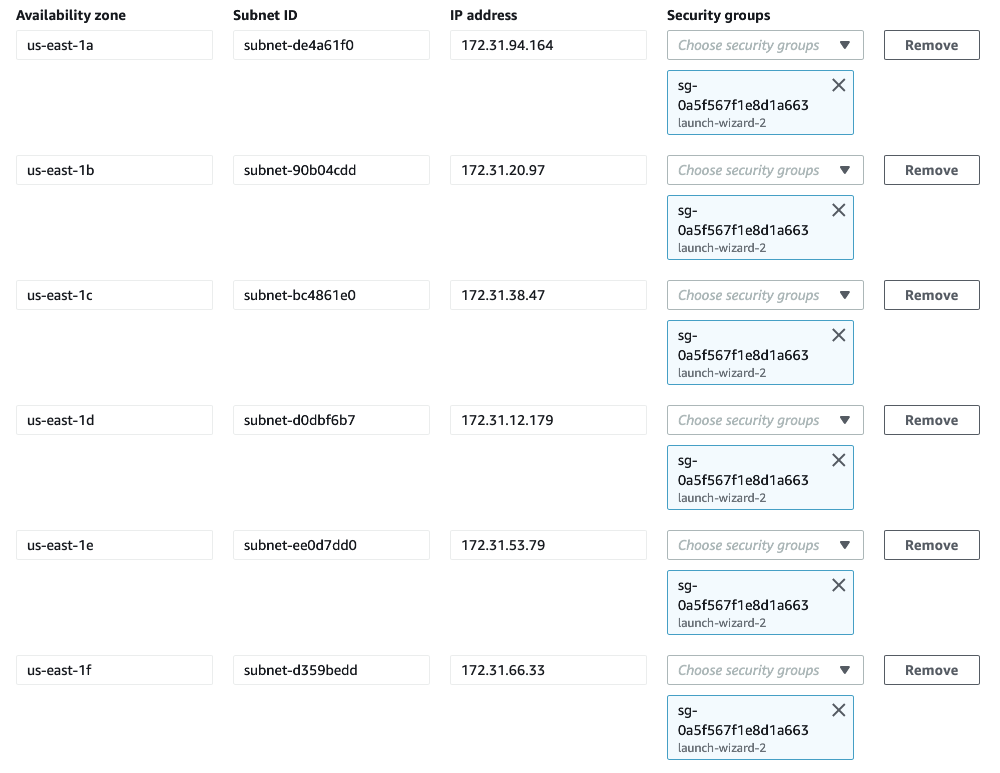 Availability zone Subnet ID IP address Security groups
us-east-1a subnet-de4a61f0 172.31.94.164 Choose security groups Remove
sg-
0a5f567f1e8d1a663
launch-wizard-2
us-east-1b subnet-90b04cdd 172.31.20.97 Choose security groups Remove
sg-
0a5f567f1e8d1a663
launch-wizard-2
us-east-1c subnet-bc4861e0 172.31.38.47 Choose security groups Remove
sg-
0a5f567f1e8d1a663
launch-wizard-2
us-east-1d subnet-d0dbf6b7 172.31.12.179 Choose security groups Remove
sg-
0a5f567f1e8d1a663
launch-wizard-2
us-east-1e subnet-ee0d7dd0 172.31.53.79 Choose security groups Remove
sg-
0a5f567f1e8d1a663
launch-wizard-2
us-east-1f subnet-d359bedd 172.31.66.33 Choose security groups Remove
sg-
0a5f567f1e8d1a663
launch-wizard-2